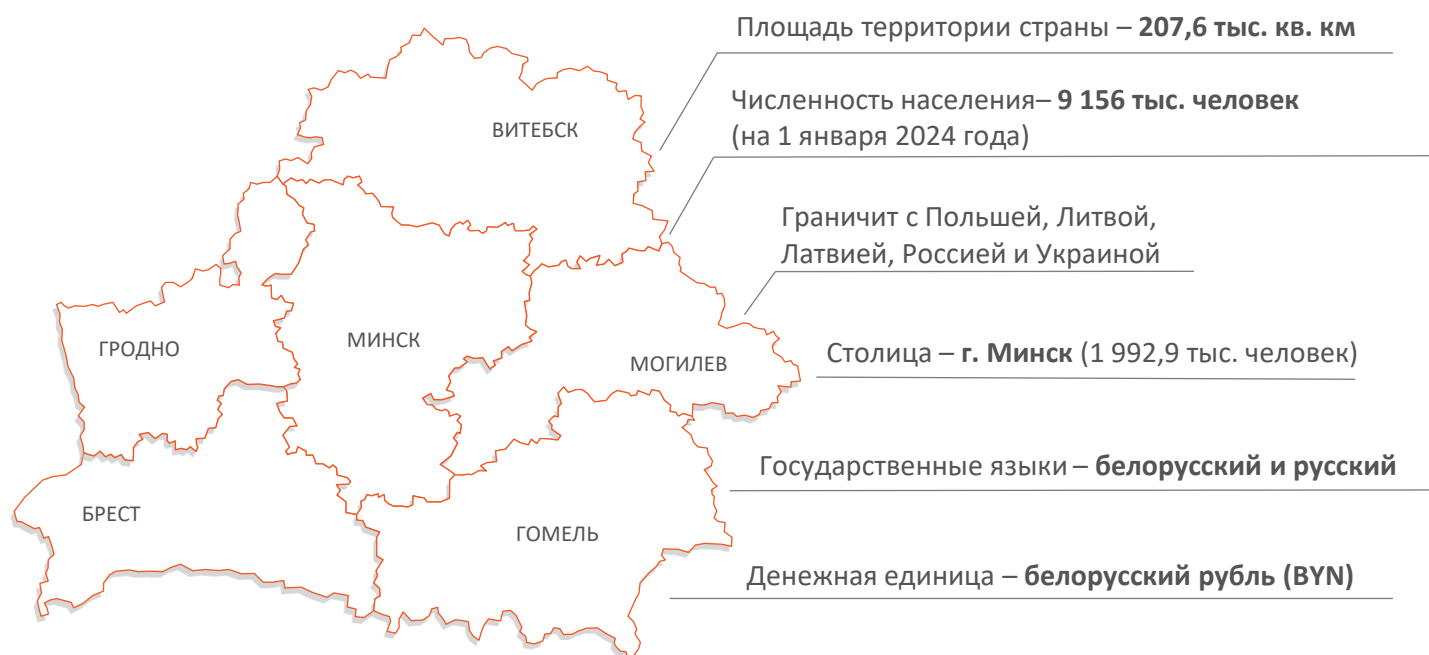 Площадь территории страны – 207,6 тыс. кв. км
Численность населения– 9 156 тыс. человек
(на 1 января 2024 года)
ВИТЕБСК
Граничит с Польшей, Литвой,
Латвией, Россией и Украиной
ГРОДНО
МИНСК
МОГИЛЕВ
Столица – г. Минск (1 992,9 тыс. человек)
Государственные языки – белорусский и русский
БРЕСТ
ГОМЕЛЬ
Денежная единица – белорусский рубль (BYN)